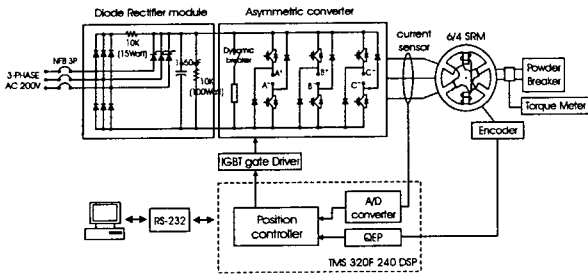 Diode Rectifier module
Asymmetric converter
current
sensor
6/4 SRM
NFB 3P
3-PHASE
AC 200V
10K
(15Watt)
10K
(100Watt)
Dynamic
breaker
A⁺
B⁺
C⁺
A⁻
B⁻
C⁻
Powder
Breaker
Torque Meter
Encoder
IGBT gate Driver
RS-232
Position
controller
A/D
converter
QEP
TMS 320F 240 DSP